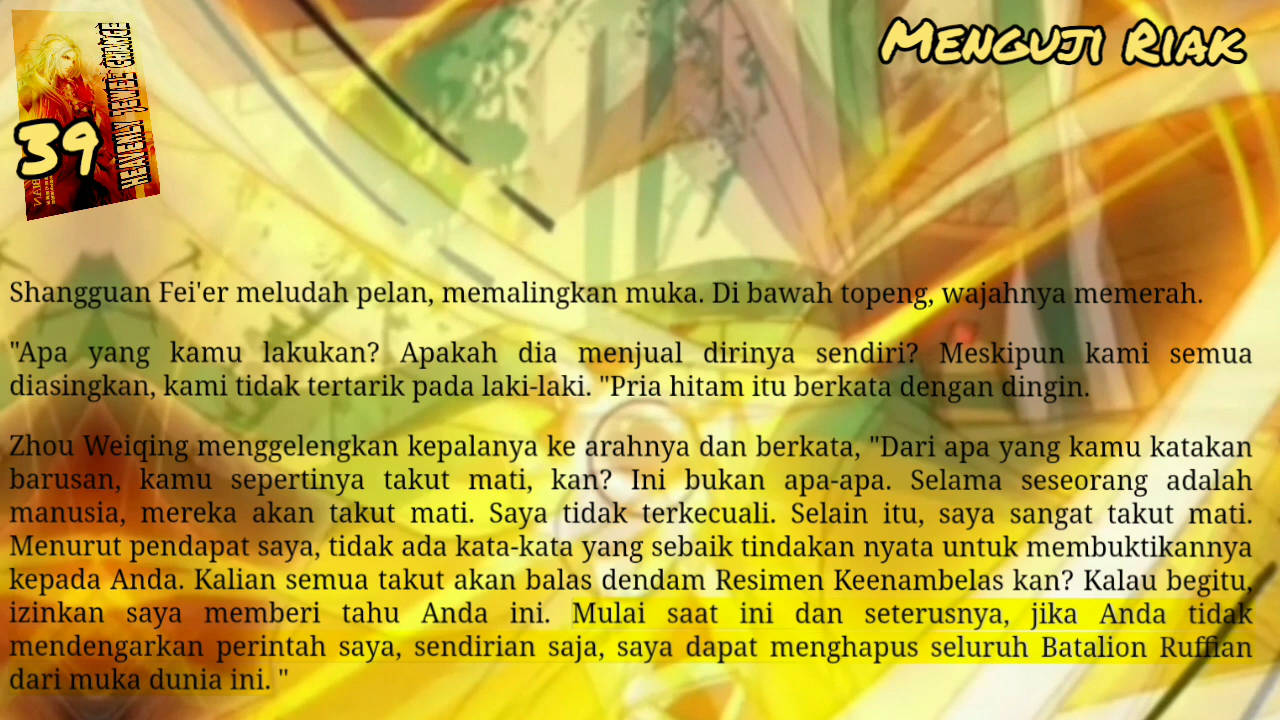 Menguji Riak
HEAVENLY JEWEL CHANGE
39
Shangguan Fei'er meludah pelan, memalingkan muka. Di bawah topeng, wajahnya memerah.
"Apa yang kamu lakukan? Apakah dia menjual dirinya sendiri? Meskipun kami semua
diasingkan, kami tidak tertarik pada laki-laki. "Pria hitam itu berkata dengan dingin.
Zhou Weiqing menggelengkan kepalanya ke arahnya dan berkata, "Dari apa yang kamu katakan
barusan, kamu sepertinya takut mati, kan? Ini bukan apa-apa. Selama seseorang adalah
manusia, mereka akan takut mati. Saya tidak terkecuali. Selain itu, saya sangat takut mati.
Menurut pendapat saya, tidak ada kata-kata yang sebaik tindakan nyata untuk membuktikannya
kepada Anda. Kalian semua takut akan balas dendam Resimen Keenambelas kan? Kalau begitu,
izinkan saya memberi tahu Anda ini. Mulai saat ini dan seterusnya, jika Anda tidak
mendengarkan perintah saya, sendirian saja, saya dapat menghapus seluruh Batalion Ruffian
dari muka dunia ini. "